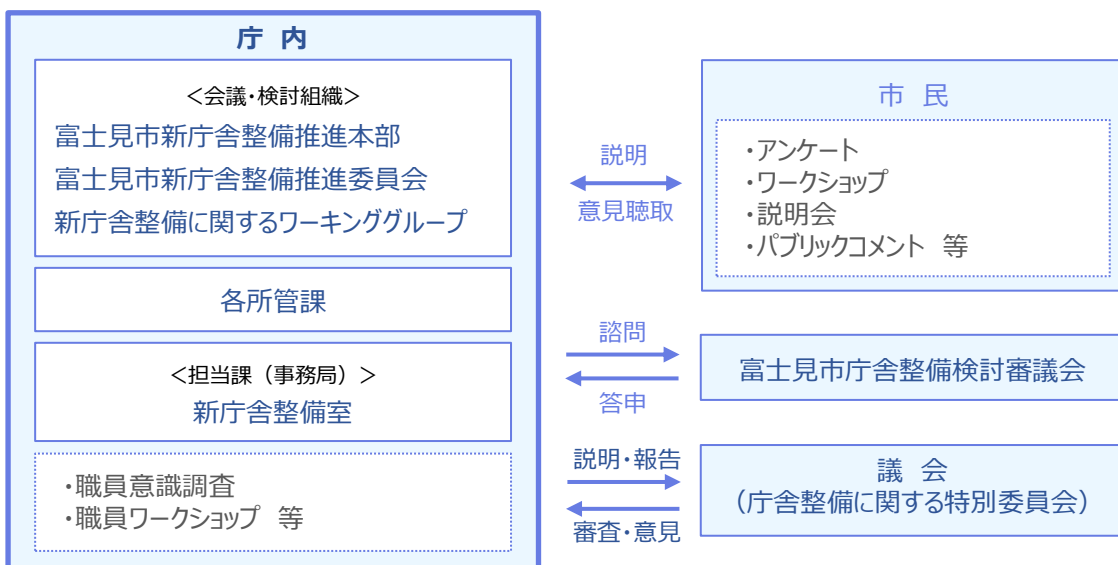 庁 内
＜会議・検討組織＞
富士見市新庁舎整備推進本部
富士見市新庁舎整備推進委員会
新庁舎整備に関するワーキンググループ
各所管課
＜担当課（事務局）＞
新庁舎整備室
・職員意識調査
・職員ワークショップ 等
説明
意見聴取
市 民
・アンケート
・ワークショップ
・説明会
・パブリックコメント 等
諮問
答申
富士見市庁舎整備検討審議会
説明・報告
審査・意見
議 会
（庁舎整備に関する特別委員会）